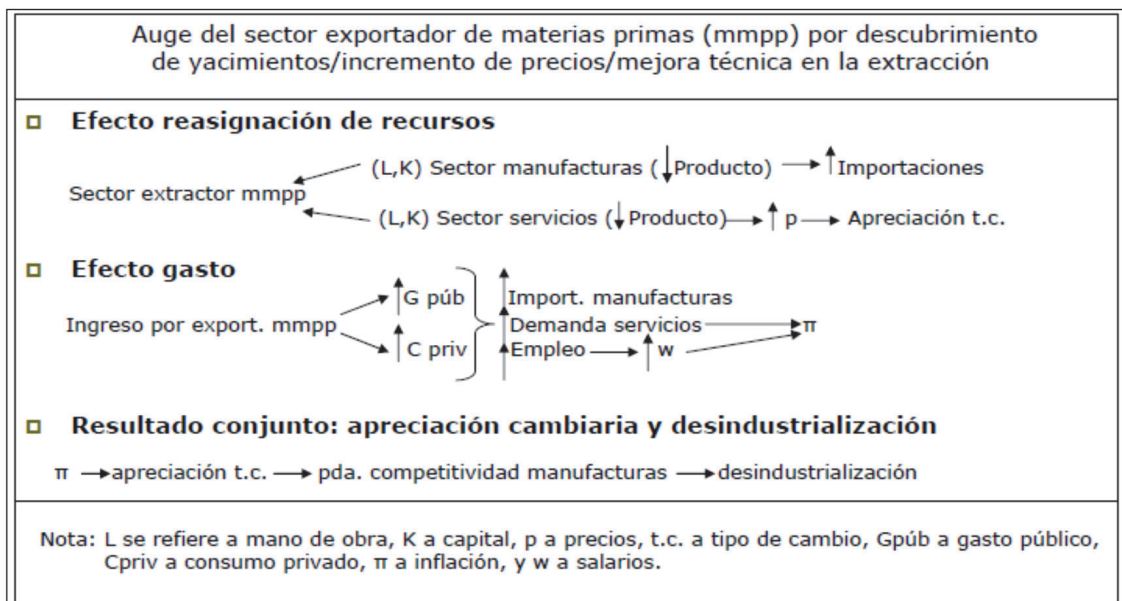 Auge del sector exportador de materias primas (mmpp) por descubrimiento
de yacimientos/incremento de precios/mejora técnica en la extracción
Efecto reasignación de recursos
(L,K) Sector manufacturas (↓Producto) → ↑Importaciones
Sector extractor mmpp
(L,K) Sector servicios (↓Producto) → ↑ p → Apreciación t.c.
Efecto gasto
↑G púb
↑Import. manufacturas
Ingreso por export. mmpp
↑Demanda servicios → π
↑C priv
↑Empleo → ↑ w
Resultado conjunto: apreciación cambiaria y desindustrialización
π → apreciación t.c. → pda. competitividad manufacturas → desindustrialización
Nota: L se refiere a mano de obra, K a capital, p a precios, t.c. a tipo de cambio, Gpúb a gasto público,
Cpriv a consumo privado, π a inflación, y w a salarios.